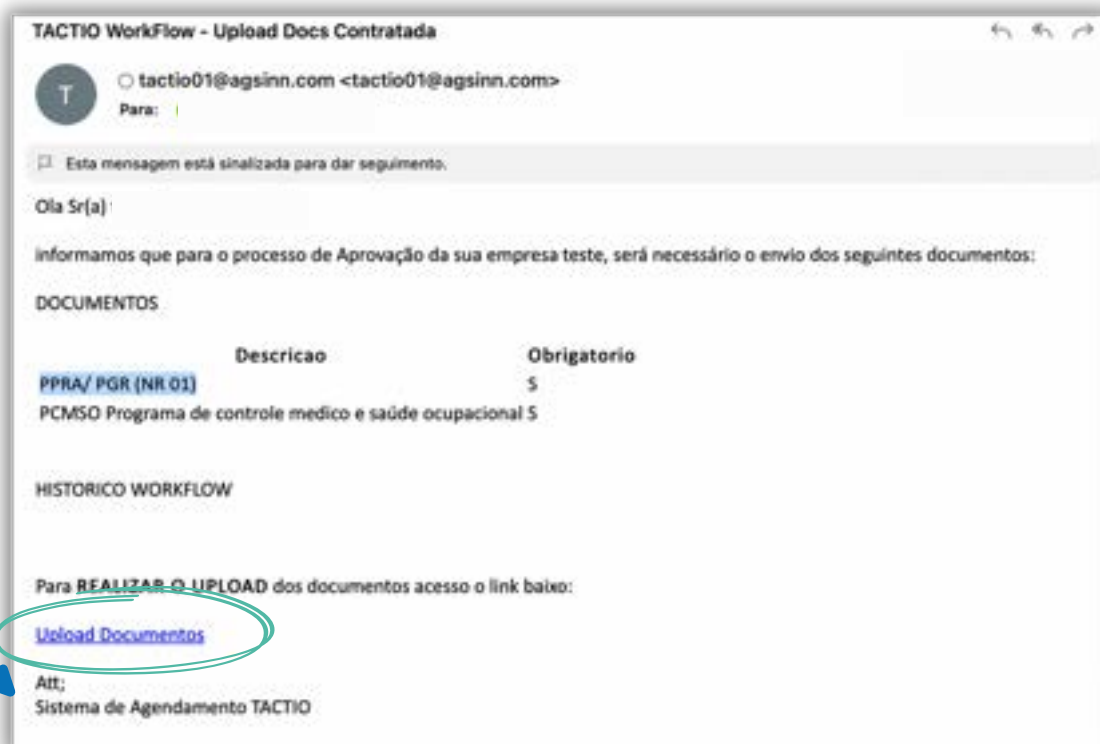 TACTIO WorkFlow - Upload Docs Contratada
T
tactio01@agsinn.com <tactio01@agsinn.com>
Para:
Esta mensagem está sinalizada para dar seguimento.
Ola Sr(a)
informamos que para o processo de Aprovação da sua empresa teste, será necessário o envio dos seguintes documentos:
DOCUMENTOS
Descricao Obrigatorio
PPRA/ PGR (NR 01) S
PCMSO Programa de controle medico e saúde ocupacional S
HISTORICO WORKFLOW
Para REALIZAR O UPLOAD dos documentos acesso o link baixo:
Upload Documentos
Att;
Sistema de Agendamento TACTIO